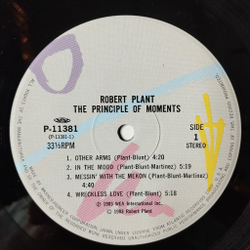 ROBERT PLANT
THE PRINCIPLE OF MOMENTS
P-11381
(P-11381-1)
33⅓RPM
SIDE
1
STEREO
1 OTHER ARMS (Plant-Blunt) 4:20
2 IN THE MOOD (Plant-Blunt-Martinez) 5:19
3 MESSIN' WITH THE MEKON (Plant-Blunt-Martinez)
4:40
4 WRECKLESS LOVE (Plant-Blunt) 5:18
℗ 1983 WEA International Inc.
© 1983 Robert Plant